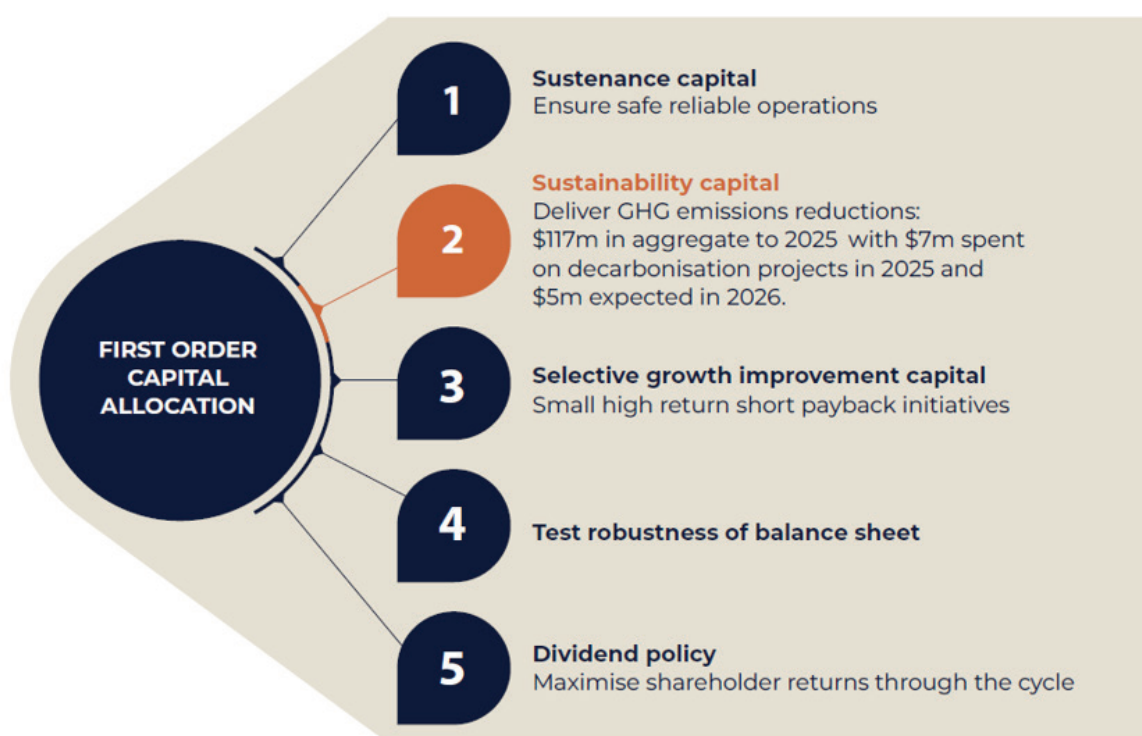 FIRST ORDER
CAPITAL
ALLOCATION
1
Sustenance capital
Ensure safe reliable operations
2
Sustainability capital
Deliver GHG emissions reductions:
$117m in aggregate to 2025 with $7m spent
on decarbonisation projects in 2025 and
$5m expected in 2026.
3
Selective growth improvement capital
Small high return short payback initiatives
4
Test robustness of balance sheet
5
Dividend policy
Maximise shareholder returns through the cycle